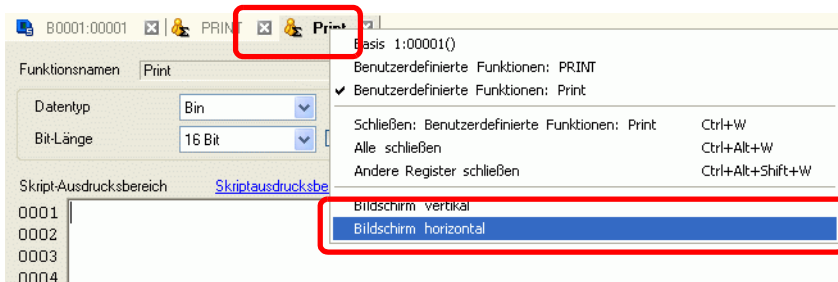 B0001:00001 PRINT Print
Basis 1:00001()
Funktionsnamen Print
Benutzerdefinierte Funktionen: PRINT
Benutzerdefinierte Funktionen: Print
Datentyp Bin
Bit-Länge 16 Bit
Schließen: Benutzerdefinierte Funktionen: Print Ctrl+W
Alle schließen Ctrl+Alt+W
Andere Register schließen Ctrl+Alt+Shift+W
Skript-Ausdrucksbereich Skriptausdrucksbe
Bildschirm vertikal
Bildschirm horizontal
0001
0002
0003
0004